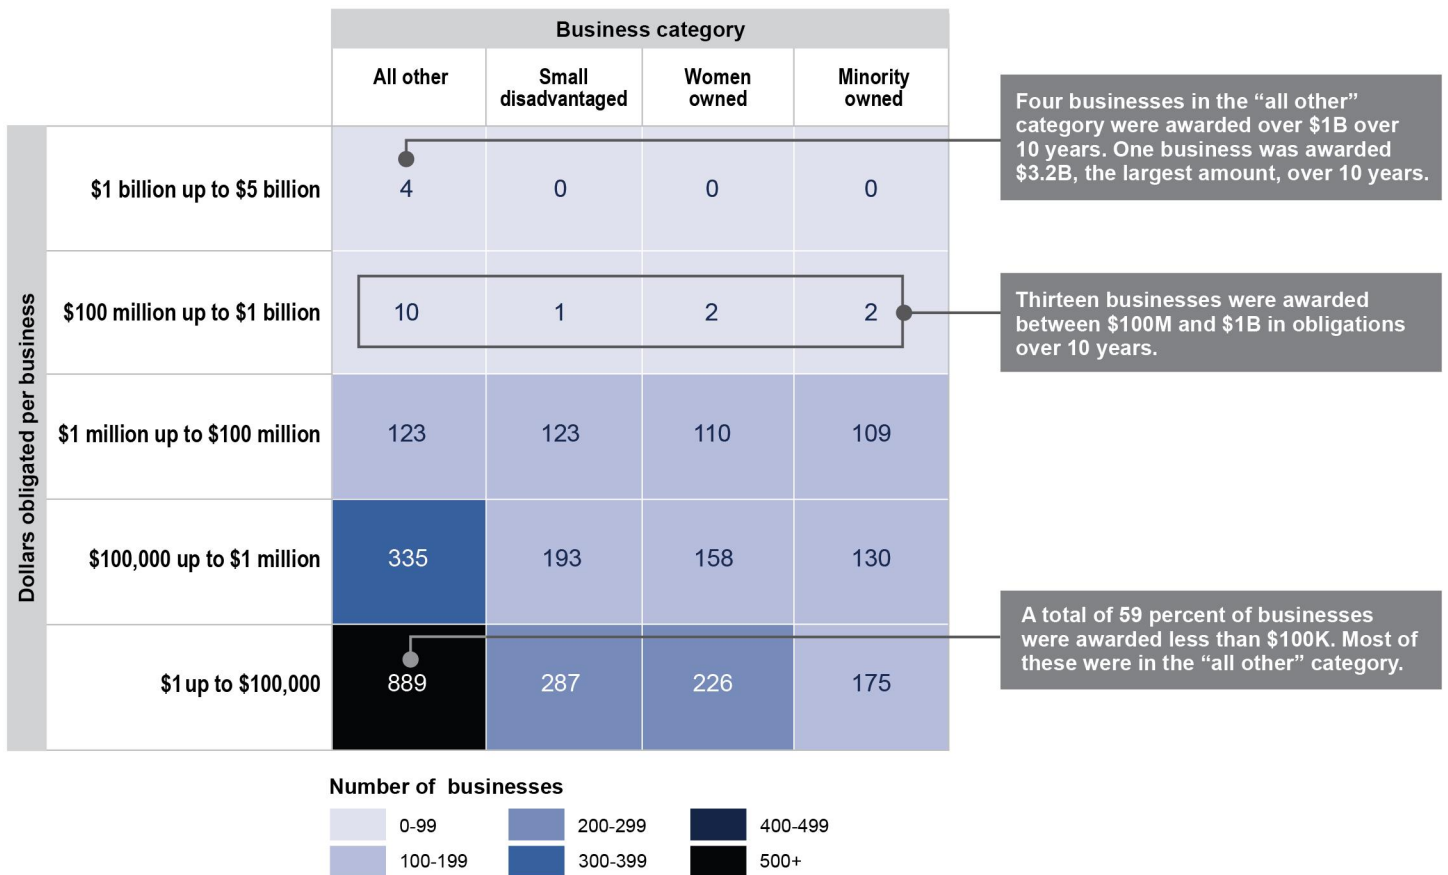 Business category
All other
Small
disadvantaged
Women
owned
Minority
owned
Dollars obligated per business
$1 billion up to $5 billion
4
0
0
0
$100 million up to $1 billion
10
1
2
2
$1 million up to $100 million
123
123
110
109
$100,000 up to $1 million
335
193
158
130
$1 up to $100,000
889
287
226
175
Four businesses in the “all other”
category were awarded over $1B over
10 years. One business was awarded
$3.2B, the largest amount, over 10 years.
Thirteen businesses were awarded
between $100M and $1B in obligations
over 10 years.
A total of 59 percent of businesses
were awarded less than $100K. Most of
these were in the “all other” category.
Number of businesses
0-99
100-199
200-299
300-399
400-499
500+